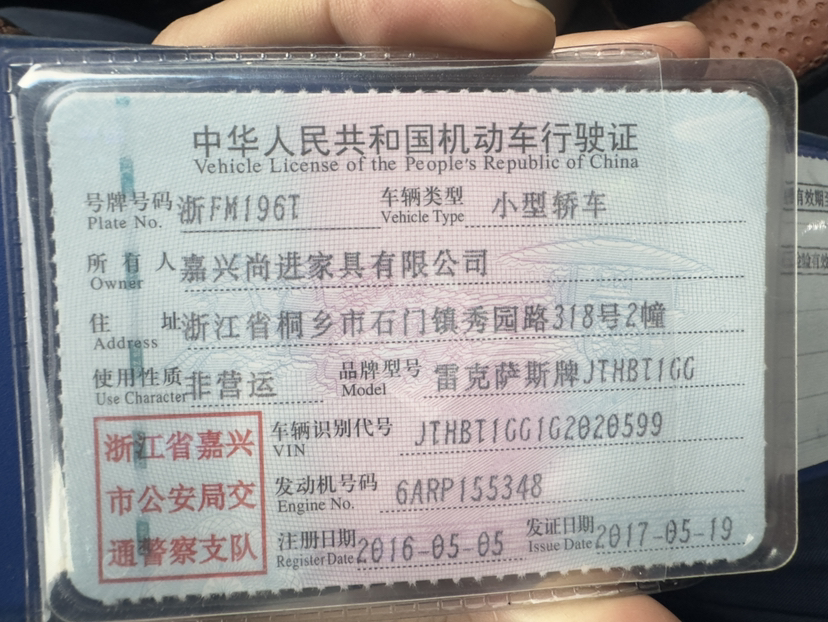 中华人民共和国机动车行驶证
Vehicle License of the People's Republic of China
号牌号码 浙FM196T 车辆类型 小型轿车
Plate No. Vehicle Type
所有人 嘉兴尚进家具有限公司
Owner
住址 浙江省桐乡市石门镇秀园路318号2幢
Address
使用性质 非营运 品牌型号 雷克萨斯牌JTHBT1GG
Use Character Model
浙江省嘉兴
市公安局交
通警察支队
车辆识别代号 JTHBT1GG1G2020599
VIN
发动机号码 6ARP155348
Engine No.
注册日期 2016-05-05 发证日期 2017-05-19
Register Date Issue Date
有效期
检验有效